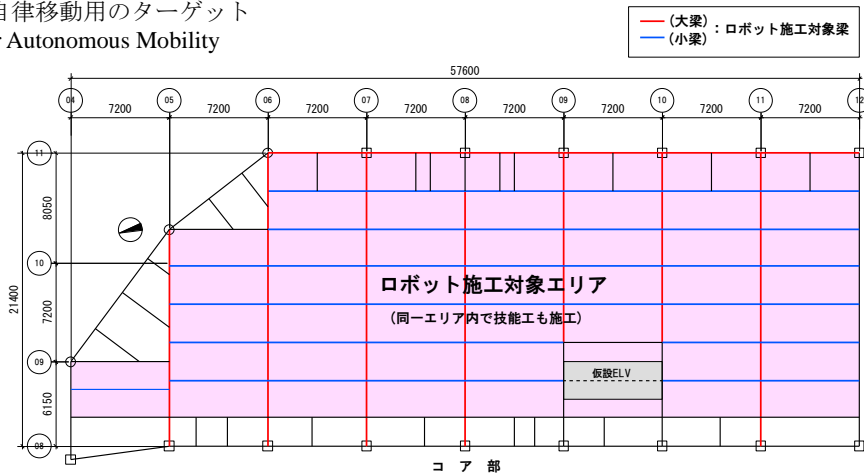 自律移動用のターゲット
Autonomous Mobility
(大梁)
(小梁)
：ロボット施工対象梁
57600
04 05 06 07 08 09 10 11 12
7200 7200 7200 7200 7200 7200 7200 7200
11
8050
10
21400
7200
09
6150
08
ロボット施工対象エリア
(同一エリア内で技能工も施工)
仮設ELV
コア部